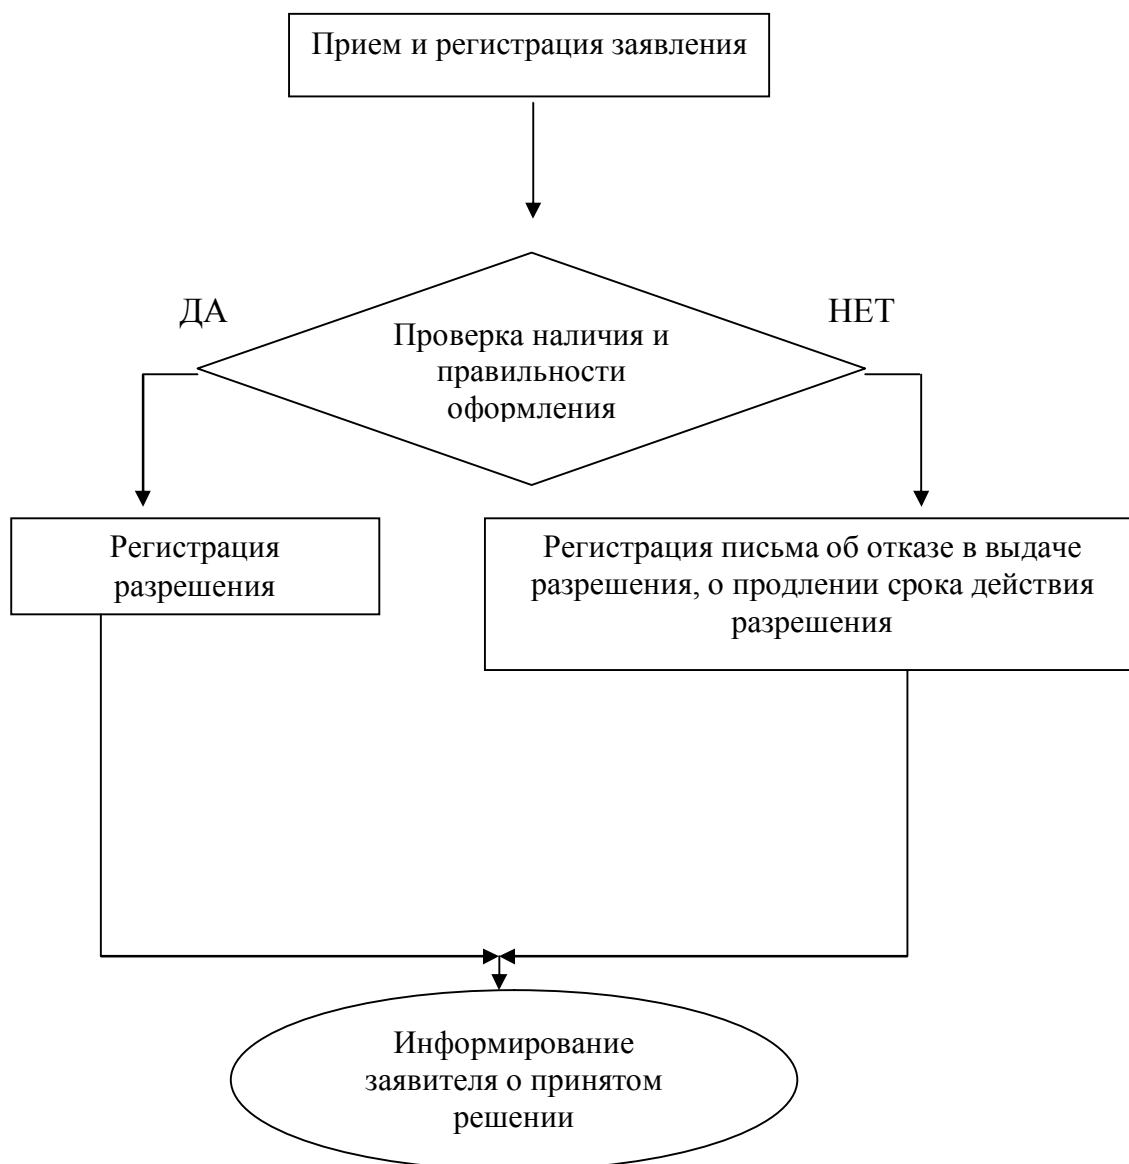 Прием и регистрация заявления
ДА
НЕТ
Проверка наличия и
правильности
оформления
Регистрация
разрешения
Регистрация письма об отказе в выдаче
разрешения, о продлении срока действия
разрешения
Информирование
заявителя о принятом
решении